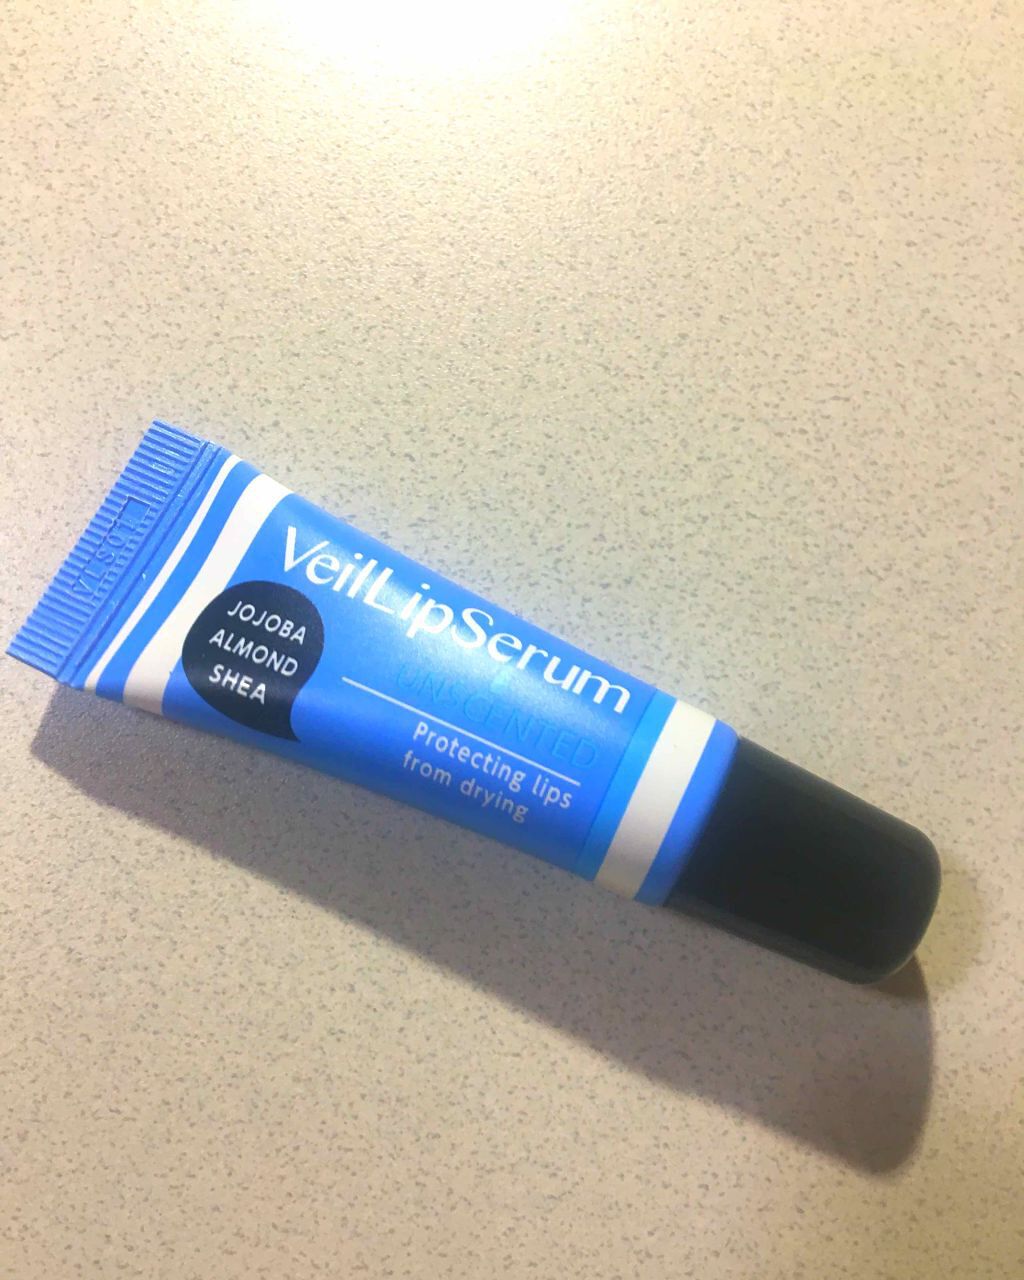 VeilLipSerum
UNSCENTED
Protecting lips
from drying
JOJOBA
ALMOND
SHEA